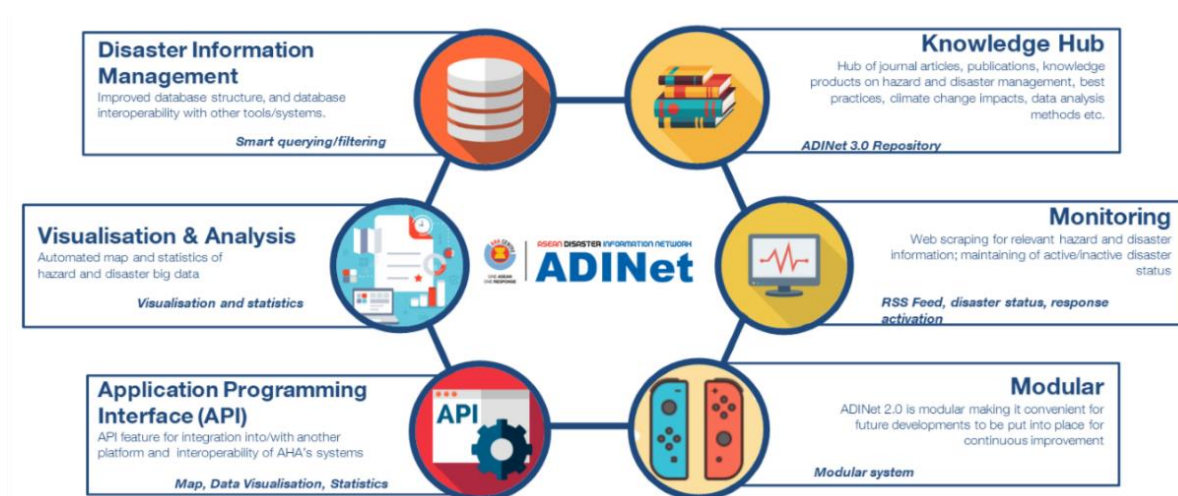 Disaster Information
Management
Improved database structure, and database
interoperability with other tools/systems.
Smart querying/filtering
Knowledge Hub
Hub of journal articles, publications, knowledge
products on hazard and disaster management, best
practices, climate change impacts, data analysis
methods etc.
ADINet 3.0 Repository
Visualisation & Analysis
Automated map and statistics of
hazard and disaster big data
Visualisation and statistics
ONE ASEAN
ONE RESPONSE
ASEAN DISASTER INFORMATION NETWORK
ADINet
Monitoring
Web scraping for relevant hazard and disaster
information; maintaining of active/inactive disaster
status
RSS Feed, disaster status, response
activation
Application Programming
Interface (API)
API feature for integration into/with another
platform and interoperability of AHA's systems
Map, Data Visualisation, Statistics
API
Modular
ADINet 2.0 is modular making it convenient for
future developments to be put into place for
continuous improvement
Modular system